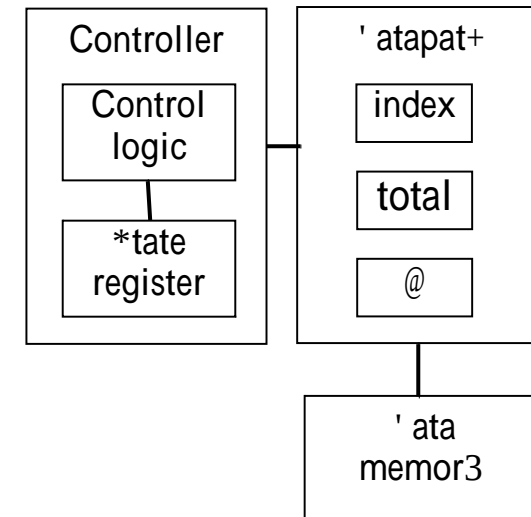 Controller
Control
logic
*tate
register
' atapat+
index
total
@
' ata
memor3